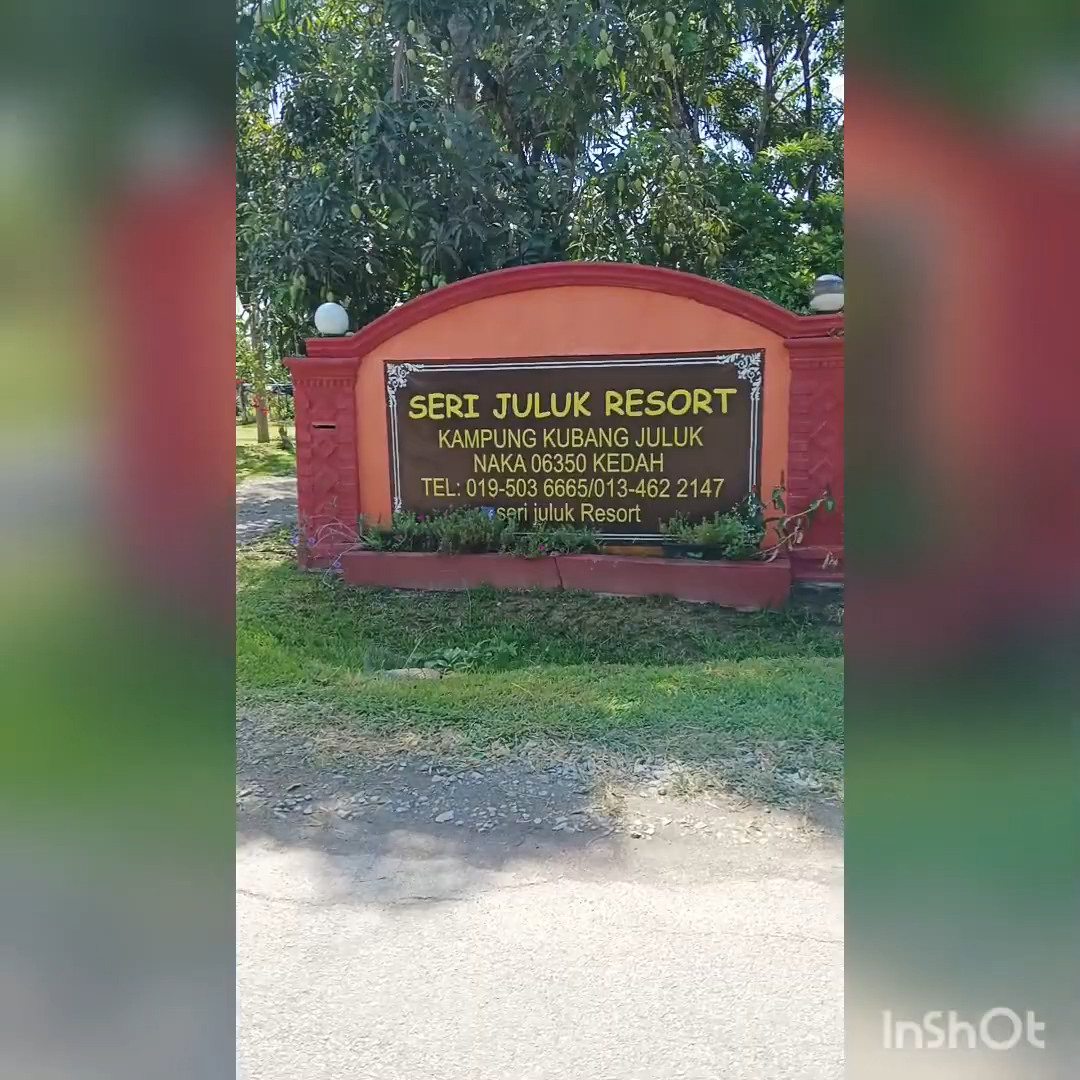 SERI JULUK RESORT
KAMPUNG KUBANG JULUK
NAKA 06350 KEDAH
TEL: 019-503 6665/013-462 2147
seri juluk Resort
InShOt